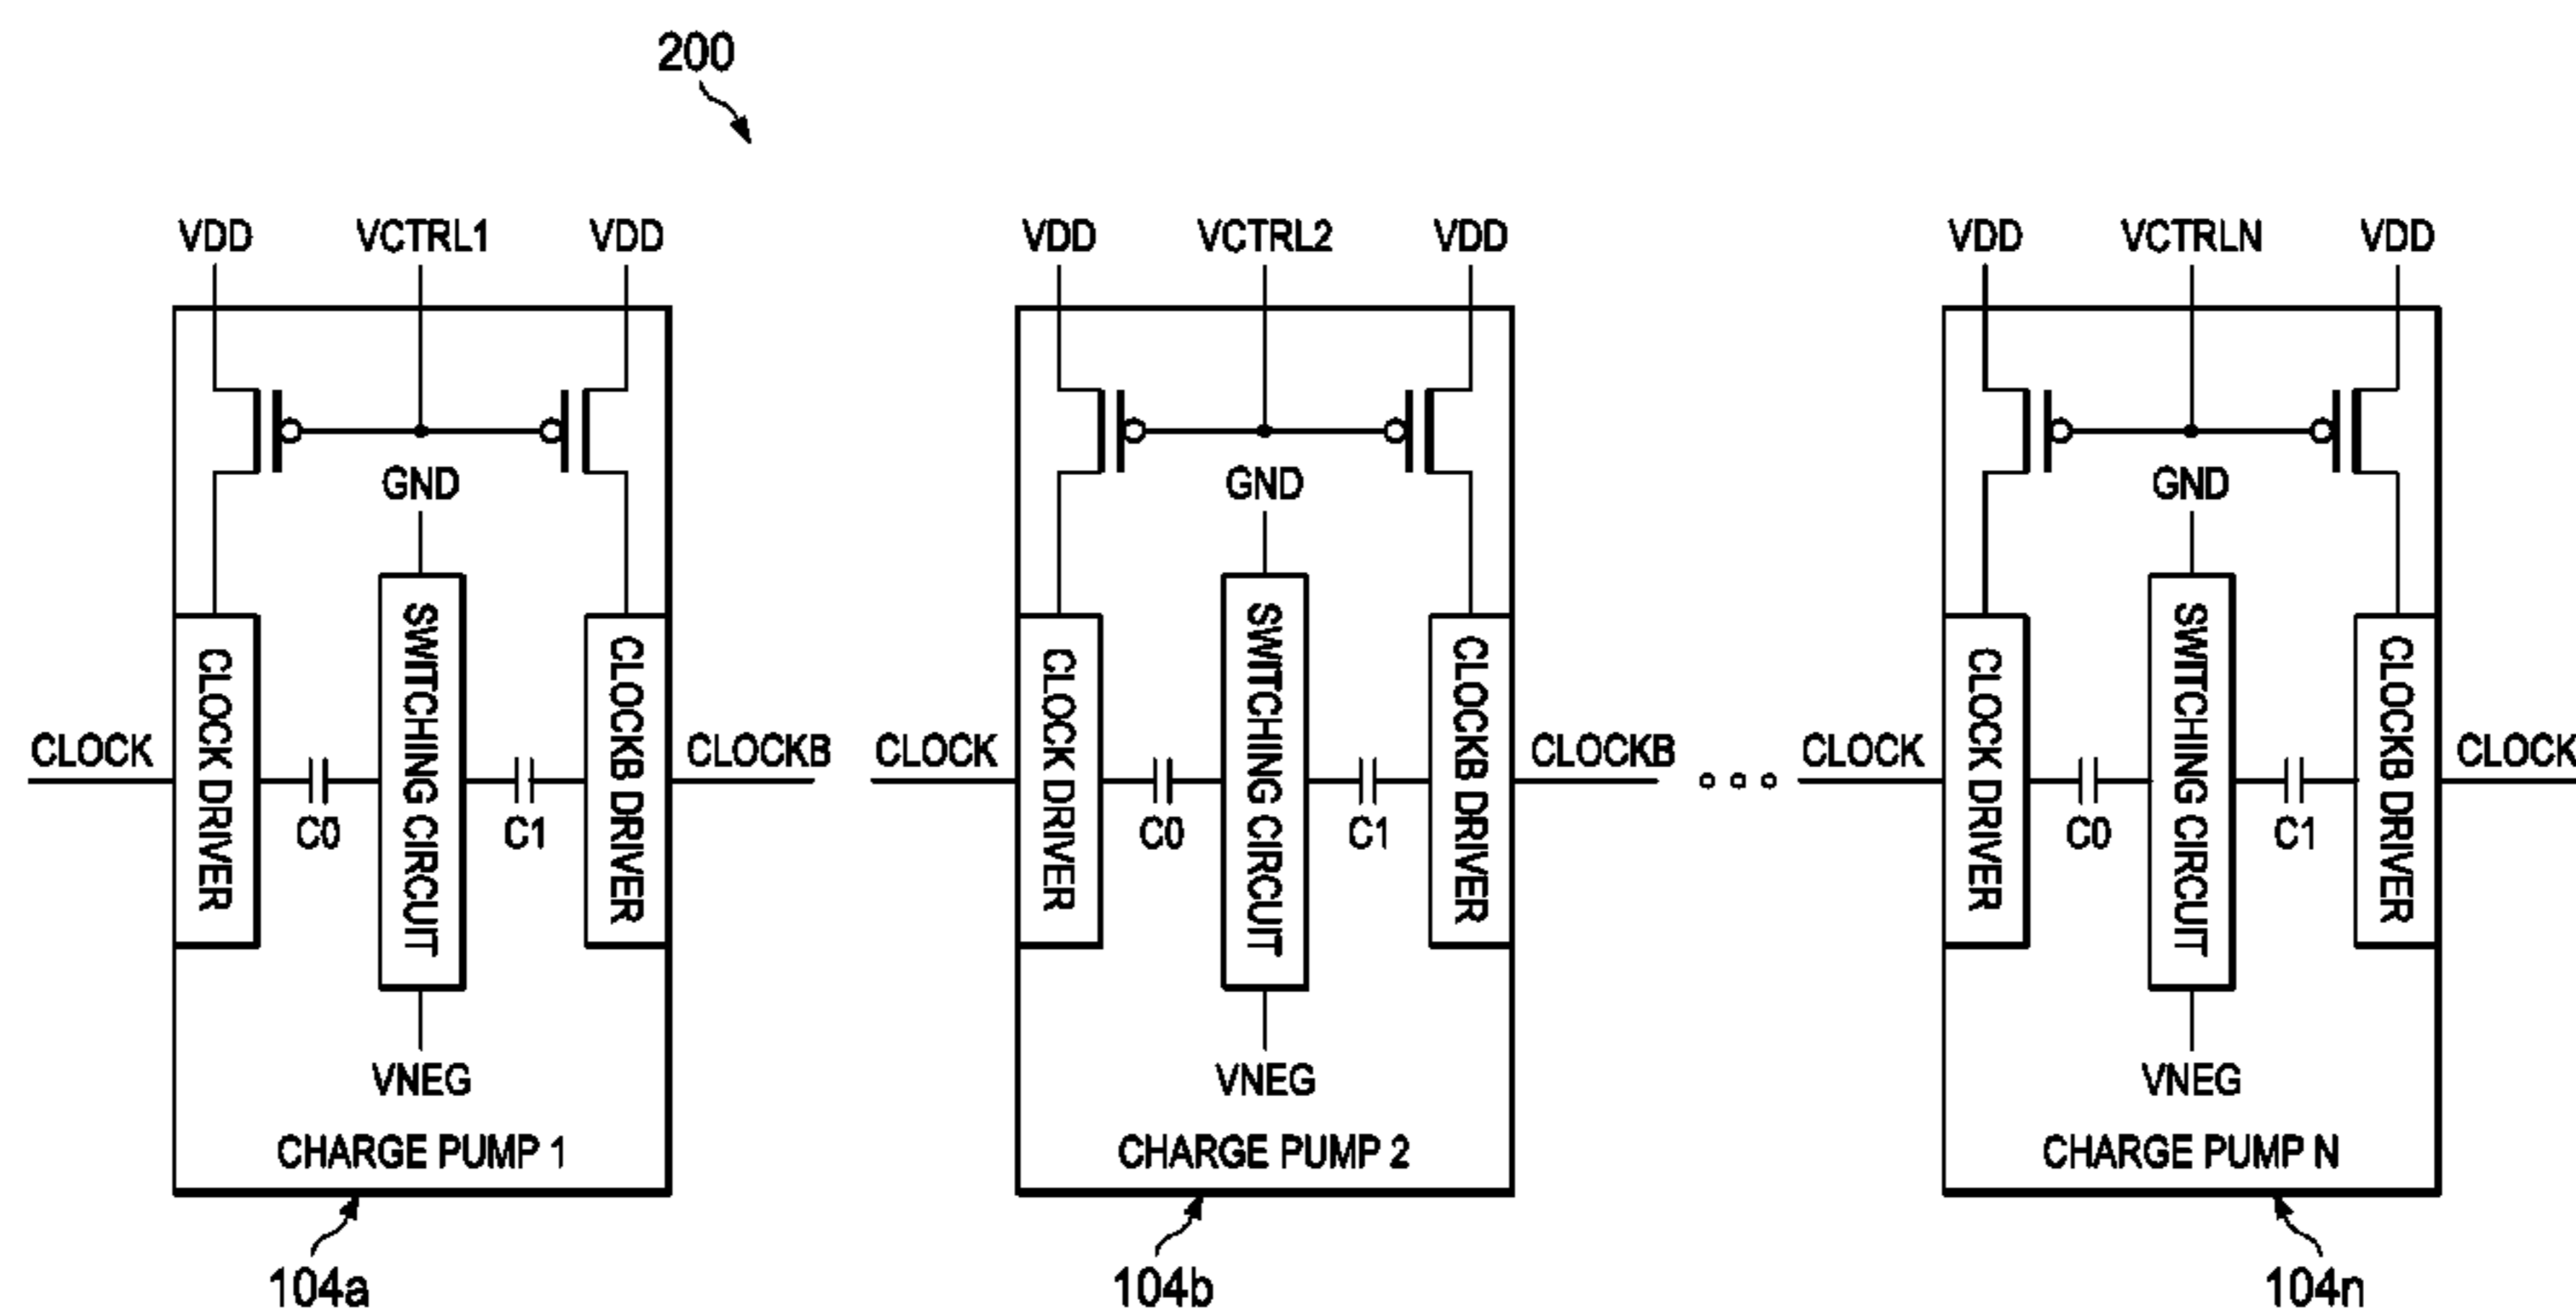 200
VDD VCTRL1 VDD VDD VCTRL2 VDD VDD VCTRLN VDD
GND GND GND
CLOCK DRIVER SWITCHING CIRCUIT CLOCKB DRIVER CLOCK DRIVER SWITCHING CIRCUIT CLOCKB DRIVER CLOCK DRIVER SWITCHING CIRCUIT CLOCKB DRIVER
CLOCK CLOCKB CLOCK CLOCKB CLOCK CLOCK
C0 C1 C0 C1 C0 C1
VNEG VNEG VNEG
CHARGE PUMP 1 CHARGE PUMP 2 CHARGE PUMP N
104a 104b 104n